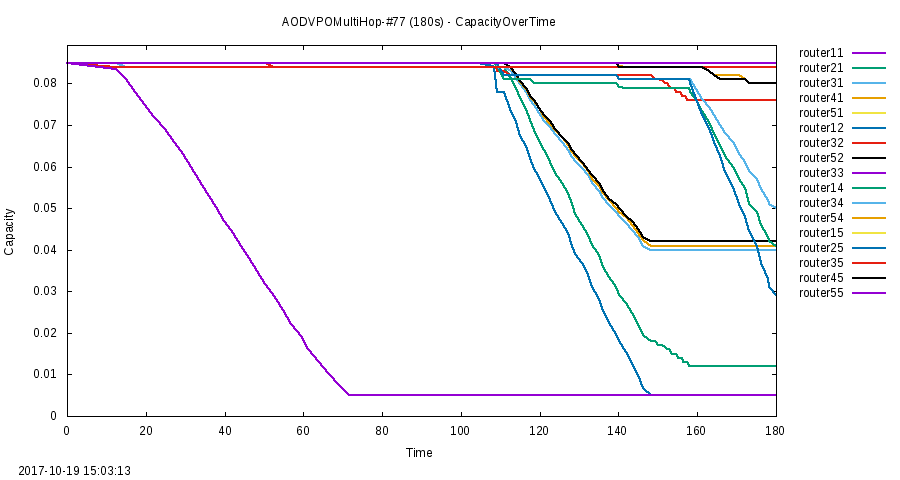 AODVPOMultiHop-#77 (180s) - CapacityOverTime
router11
router21
router31
router41
router51
router12
router32
router52
router33
router14
router34
router54
router15
router25
router35
router45
router55
0.08
0.07
0.06
0.05
0.04
0.03
0.02
0.01
0
Capacity
0 20 40 60 80 100 120 140 160 180
Time
2017-10-19 15:03:13